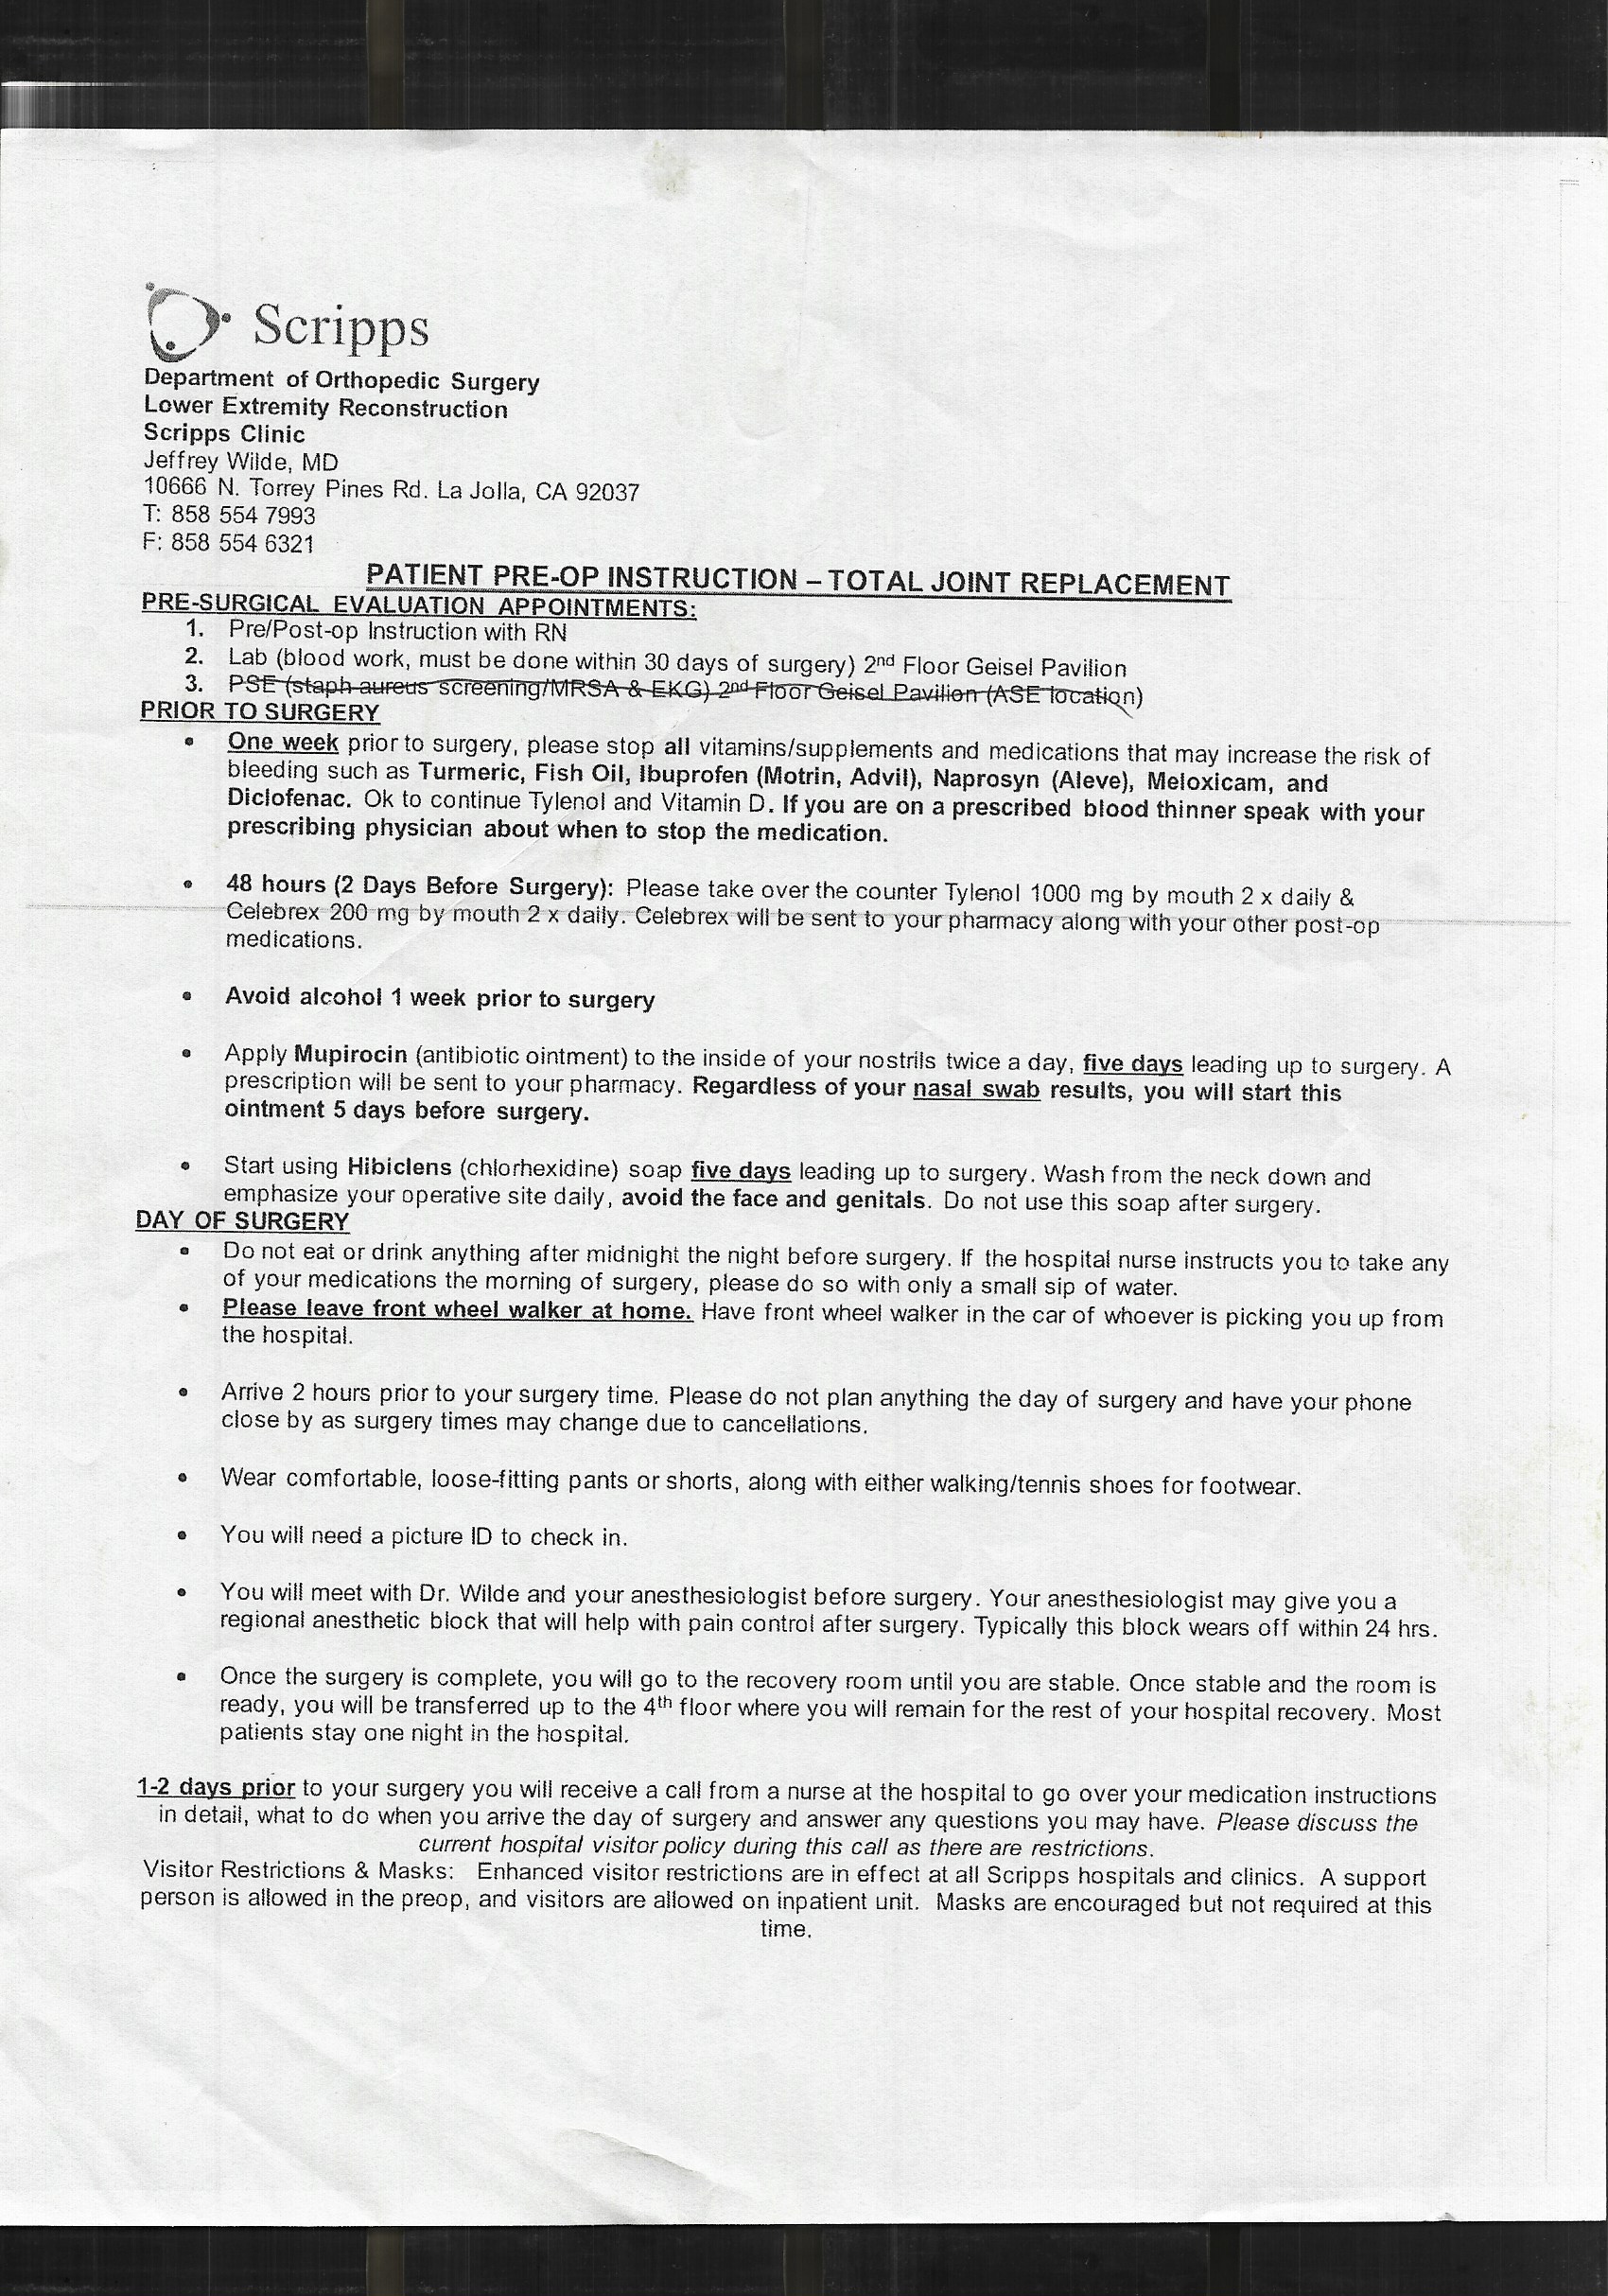 Scripps
Department of Orthopedic Surgery
Lower Extremity Reconstruction
Scripps Clinic
Jeffrey Wilde, MD
10666 N. Torrey Pines Rd. La Jolla, CA 92037
T: 858 554 7993
F: 858 554 6321
PATIENT PRE-OP INSTRUCTION – TOTAL JOINT REPLACEMENT
PRE-SURGICAL EVALUATION APPOINTMENTS:
1. Pre/Post-op Instruction with RN
2. Lab (blood work, must be done within 30 days of surgery) 2nd Floor Geisel Pavilion
3. PSE (staph aureus screening/MRSA & EKG) 2nd Floor Geisel Pavilion (ASE location)
PRIOR TO SURGERY
• One week prior to surgery, please stop all vitamins/supplements and medications that may increase the risk of
bleeding such as Turmeric, Fish Oil, Ibuprofen (Motrin, Advil), Naprosyn (Aleve), Meloxicam, and
Diclofenac. Ok to continue Tylenol and Vitamin D. If you are on a prescribed blood thinner speak with your
prescribing physician about when to stop the medication.
• 48 hours (2 Days Before Surgery): Please take over the counter Tylenol 1000 mg by mouth 2 x daily &
Celebrex 200 mg by mouth 2 x daily. Celebrex will be sent to your pharmacy along with your other post-op
medications.
• Avoid alcohol 1 week prior to surgery
• Apply Mupirocin (antibiotic ointment) to the inside of your nostrils twice a day, five days leading up to surgery. A
prescription will be sent to your pharmacy. Regardless of your nasal swab results, you will start this
ointment 5 days before surgery.
• Start using Hibiclens (chlorhexidine) soap five days leading up to surgery. Wash from the neck down and
emphasize your operative site daily, avoid the face and genitals. Do not use this soap after surgery.
DAY OF SURGERY
• Do not eat or drink anything after midnight the night before surgery. If the hospital nurse instructs you to take any
of your medications the morning of surgery, please do so with only a small sip of water.
• Please leave front wheel walker at home. Have front wheel walker in the car of whoever is picking you up from
the hospital.
• Arrive 2 hours prior to your surgery time. Please do not plan anything the day of surgery and have your phone
close by as surgery times may change due to cancellations.
• Wear comfortable, loose-fitting pants or shorts, along with either walking/tennis shoes for footwear.
• You will need a picture ID to check in.
• You will meet with Dr. Wilde and your anesthesiologist before surgery. Your anesthesiologist may give you a
regional anesthetic block that will help with pain control after surgery. Typically this block wears off within 24 hrs.
• Once the surgery is complete, you will go to the recovery room until you are stable. Once stable and the room is
ready, you will be transferred up to the 4th floor where you will remain for the rest of your hospital recovery. Most
patients stay one night in the hospital.
1-2 days prior to your surgery you will receive a call from a nurse at the hospital to go over your medication instructions
in detail, what to do when you arrive the day of surgery and answer any questions you may have. Please discuss the
current hospital visitor policy during this call as there are restrictions.
Visitor Restrictions & Masks: Enhanced visitor restrictions are in effect at all Scripps hospitals and clinics. A support
person is allowed in the preop, and visitors are allowed on inpatient unit. Masks are encouraged but not required at this
time.